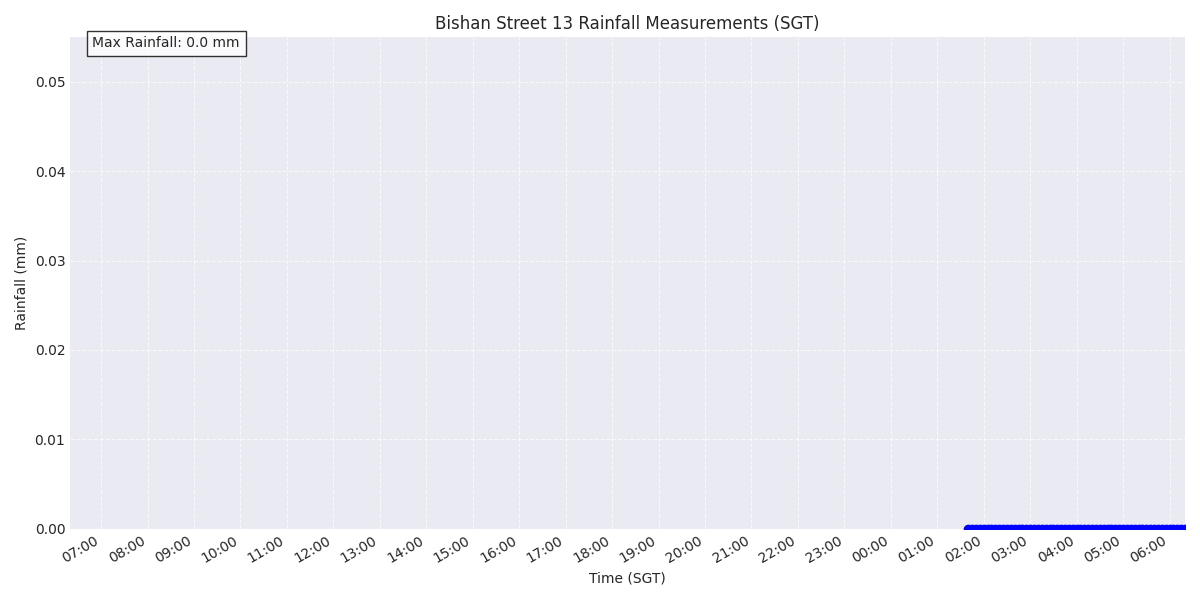 Bishan Street 13 Rainfall Measurements (SGT)
Max Rainfall: 0.0 mm
0.05
0.04
0.03
0.02
0.01
0.00
Rainfall (mm)
07:00 08:00 09:00 10:00 11:00 12:00 13:00 14:00 15:00 16:00 17:00 18:00 19:00 20:00 21:00 22:00 23:00 00:00 01:00 02:00 03:00 04:00 05:00 06:00
Time (SGT)